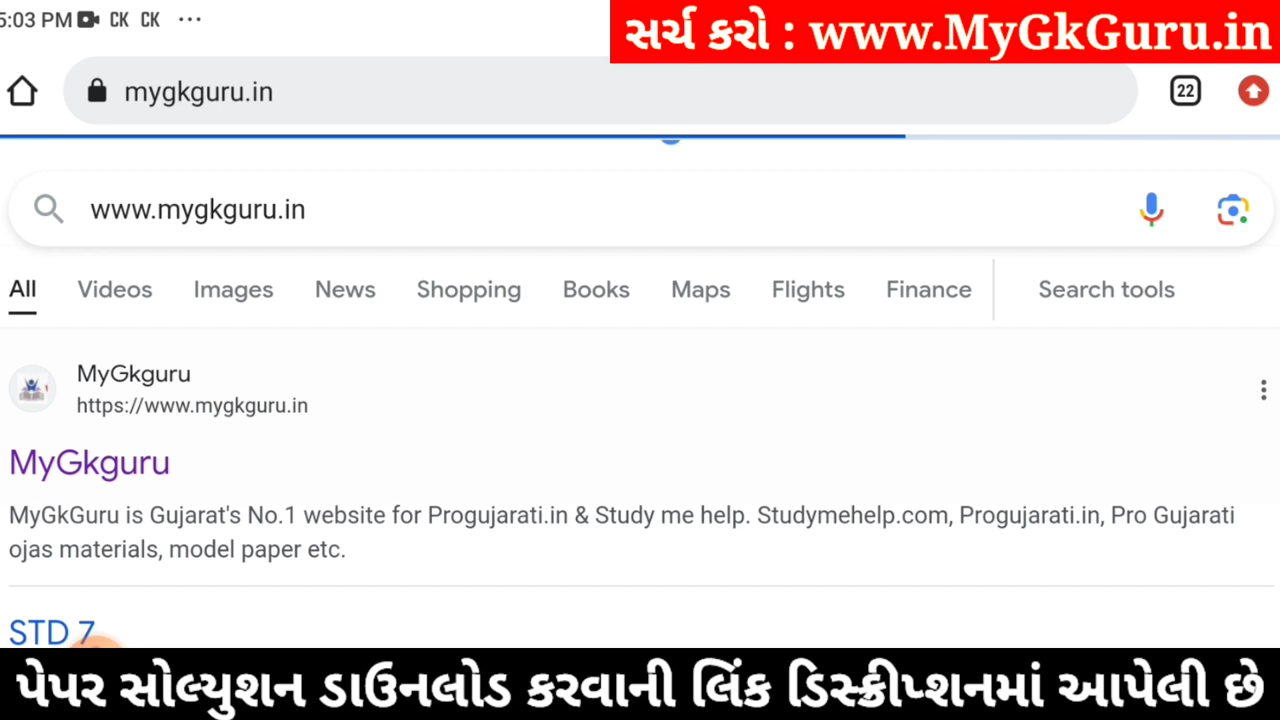 5:03 PM CK CK ...
સર્ચ કરો : www.MyGkGuru.in
mygkguru.in
22
www.mygkguru.in
All Videos Images News Shopping Books Maps Flights Finance Search tools
MyGkguru
https://www.mygkguru.in
MyGkguru
MyGkGuru is Gujarat's No.1 website for Progujarati.in & Study me help. Studymehelp.com, Progujarati.in, Pro Gujarati
ojas materials, model paper etc.
STD 7
પેપર સોલ્યુશન ડાઉનલોડ કરવાની લિંક ડિસ્ક્રીપ્શનમાં આપેલી છે